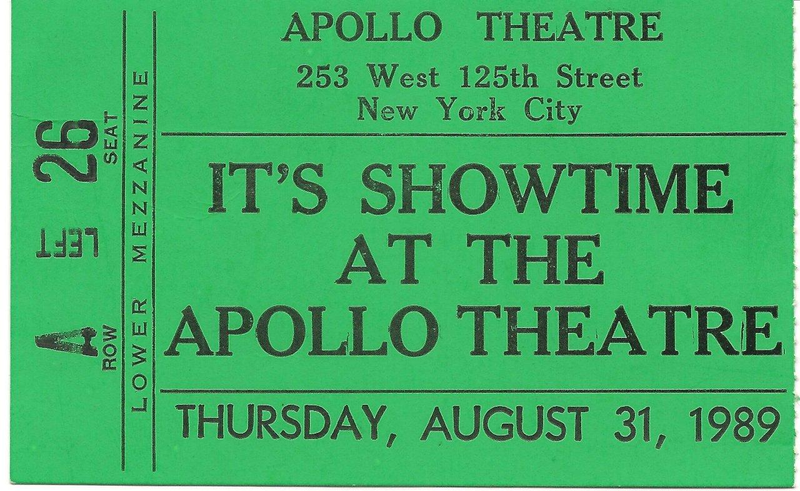 APOLLO THEATRE
253 West 125th Street
New York City
IT'S SHOWTIME
AT THE
APOLLO THEATRE
THURSDAY, AUGUST 31, 1989
LOWER MEZZANINE
ROW SEAT
A LEFT 26